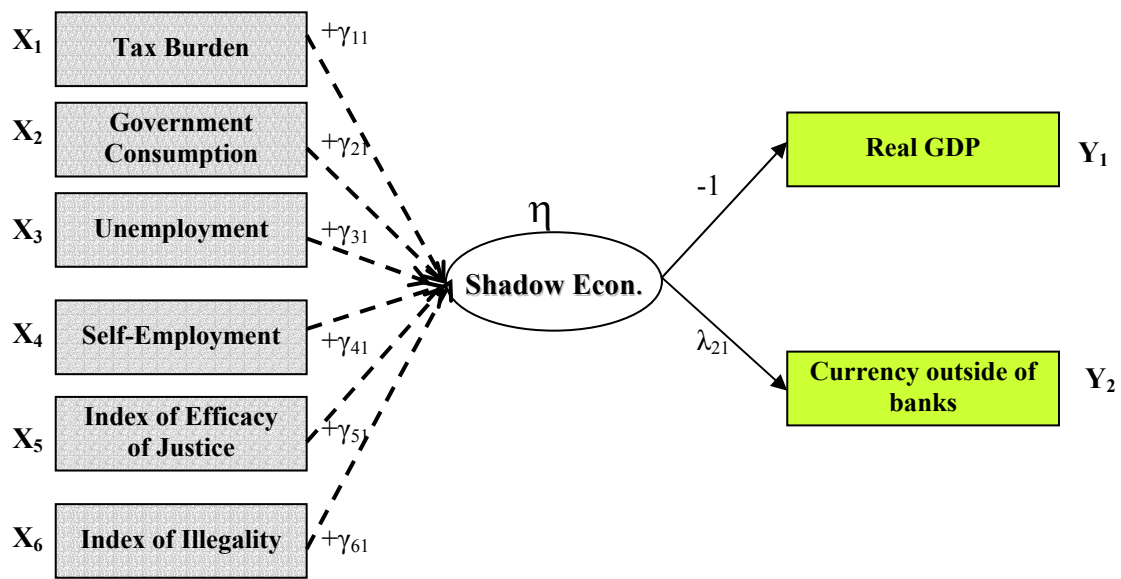 X₁
Tax Burden
+γ₁₁
X₂
Government
Consumption
+γ₂₁
X₃
Unemployment
+γ₃₁
X₄
Self-Employment
+γ₄₁
X₅
Index of Efficacy
of Justice
+γ₅₁
X₆
Index of Illegality
+γ₆₁
η
Shadow Econ.
-1
Real GDP
Y₁
λ₂₁
Currency outside of
banks
Y₂